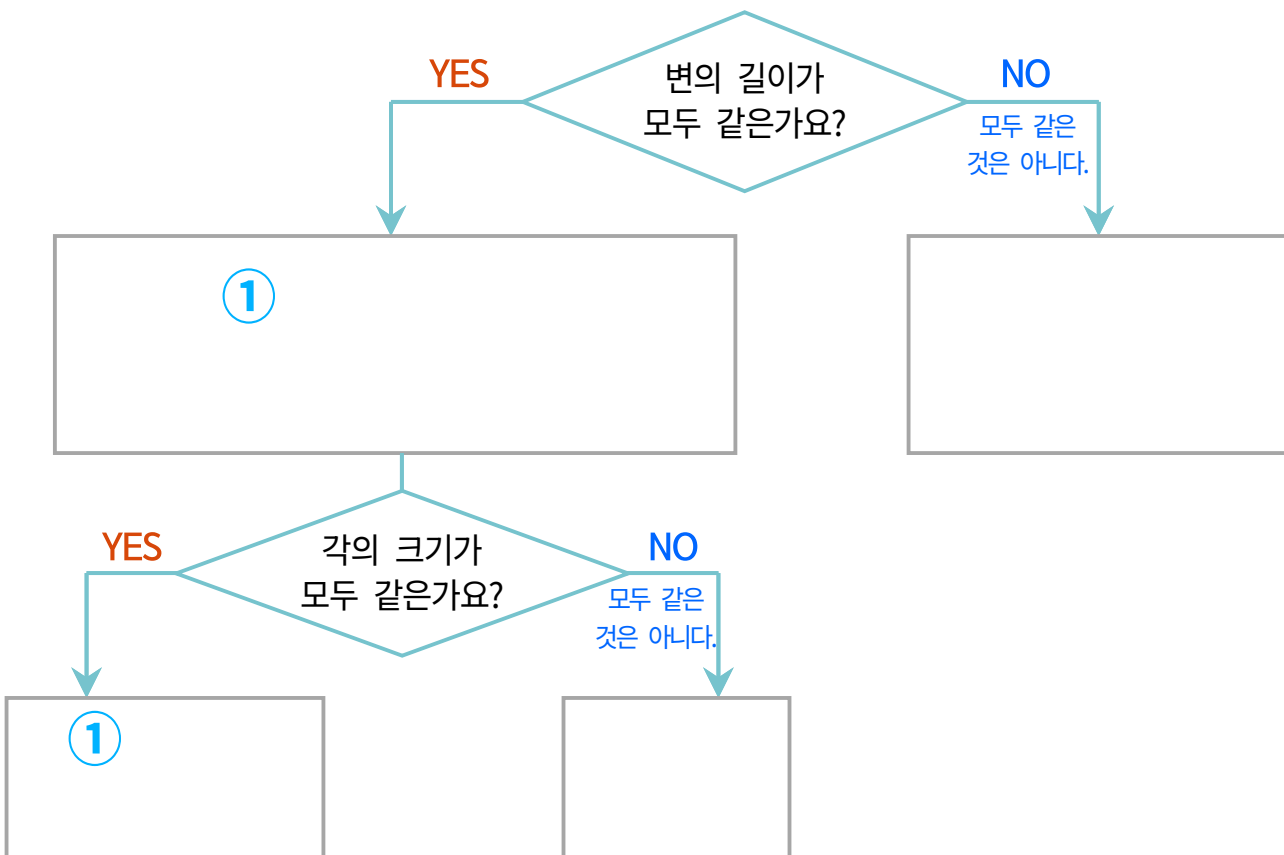 YES
변의 길이가
모두 같은가요?
NO
모두 같은
것은 아니다.
①
YES
각의 크기가
모두 같은가요?
NO
모두 같은
것은 아니다.
①